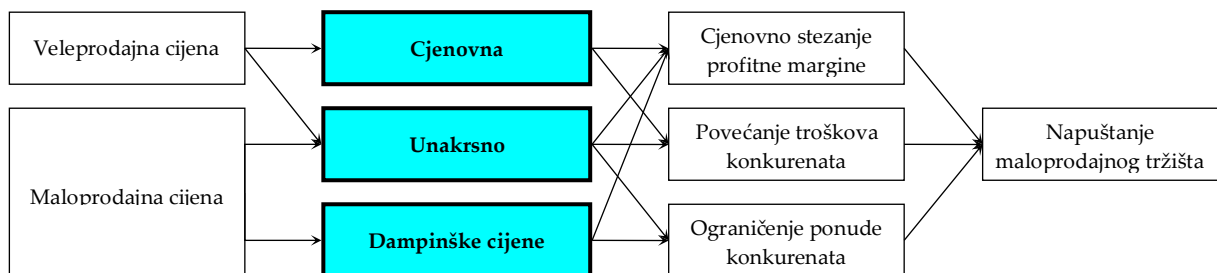 Veleprodajna cijena
Maloprodajna cijena
Cjenovna
Unakrsno
Dampinške cijene
Cjenovno stezanje
profitne margine
Povećanje troškova
konkurenata
Ograničenje ponude
konkurenata
Napuštanje
maloprodajnog tržišta